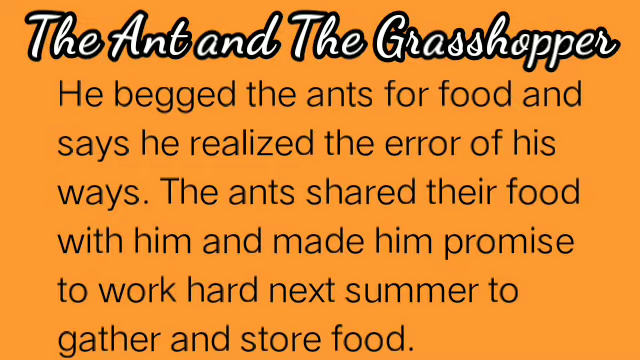 The Ant and The Grasshopper
He begged the ants for food and
says he realized the error of his
ways. The ants shared their food
with him and made him promise
to work hard next summer to
gather and store food.